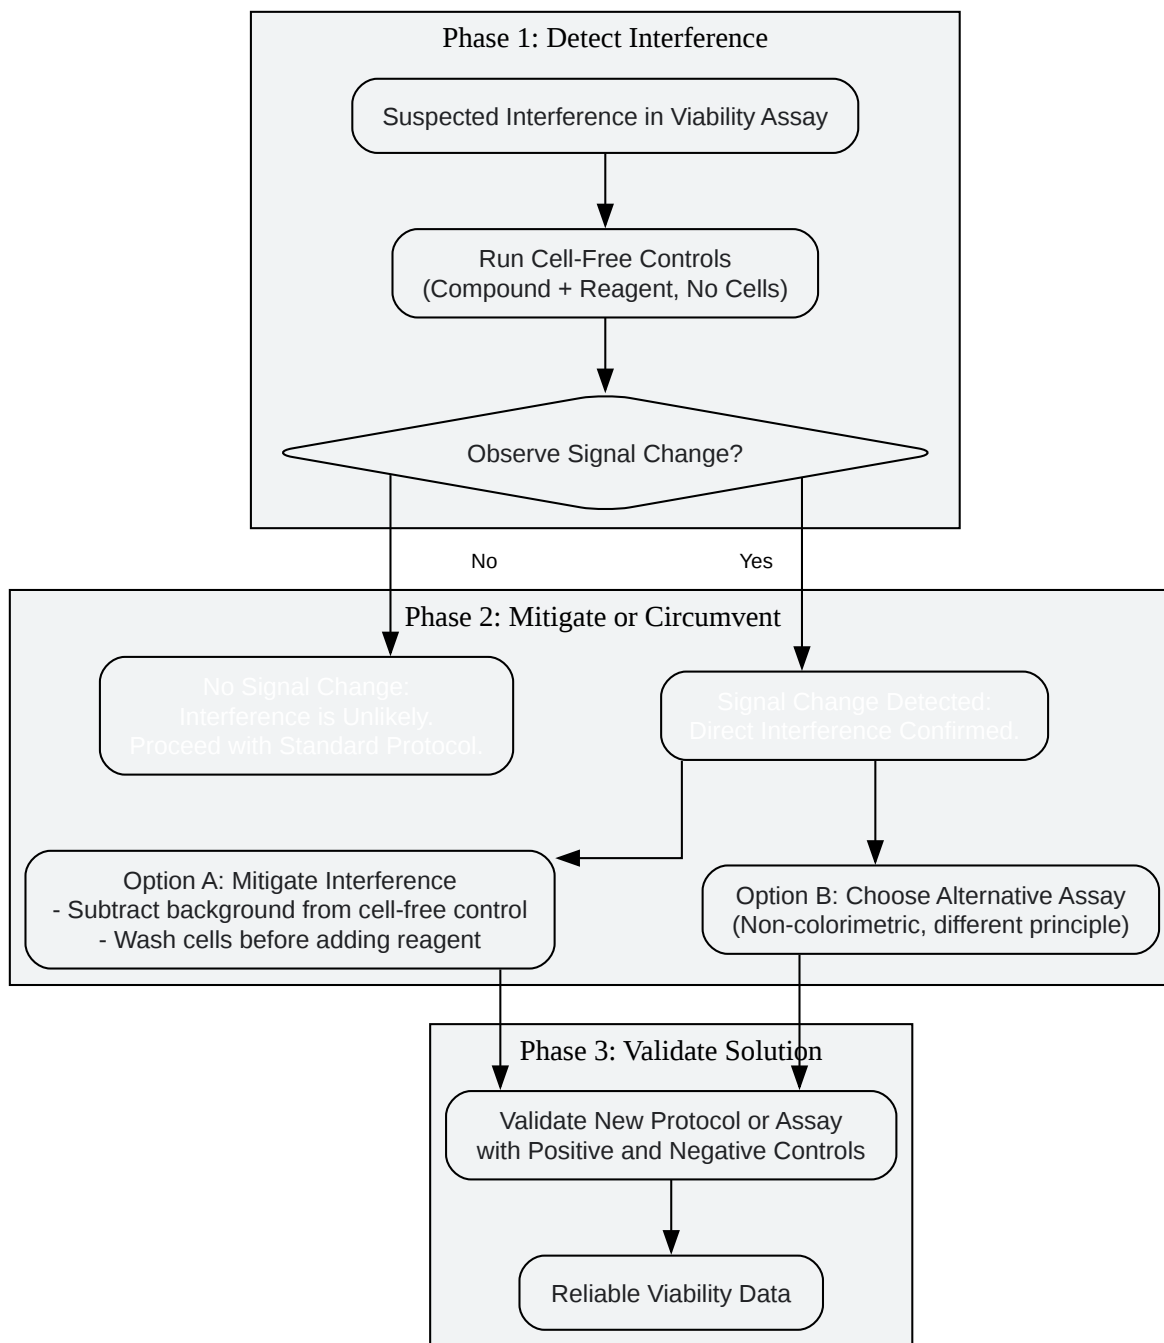 Phase 1: Detect Interference
Suspected Interference in Viability Assay
Run Cell-Free Controls
(Compound + Reagent, No Cells)
Observe Signal Change?
No
Yes
Phase 2: Mitigate or Circumvent
No Signal Change:
Interference is Unlikely.
Proceed with Standard Protocol.
Signal Change Detected:
Direct Interference Confirmed.
Option A: Mitigate Interference
- Subtract background from cell-free control
- Wash cells before adding reagent
Option B: Choose Alternative Assay
(Non-colorimetric, different principle)
Phase 3: Validate Solution
Validate New Protocol or Assay
with Positive and Negative Controls
Reliable Viability Data